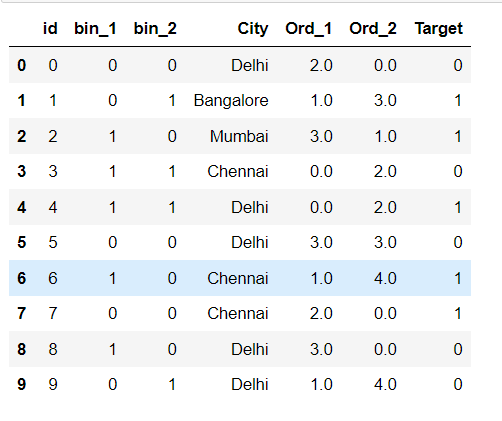 id bin_1 bin_2 City Ord_1 Ord_2 Target
0 0 0 0 Delhi 2.0 0.0 0
1 1 0 1 Bangalore 1.0 3.0 1
2 2 1 0 Mumbai 3.0 1.0 1
3 3 1 1 Chennai 0.0 2.0 0
4 4 1 1 Delhi 0.0 2.0 1
5 5 0 0 Delhi 3.0 3.0 0
6 6 1 0 Chennai 1.0 4.0 1
7 7 0 0 Chennai 2.0 0.0 1
8 8 1 0 Delhi 3.0 0.0 0
9 9 0 1 Delhi 1.0 4.0 0